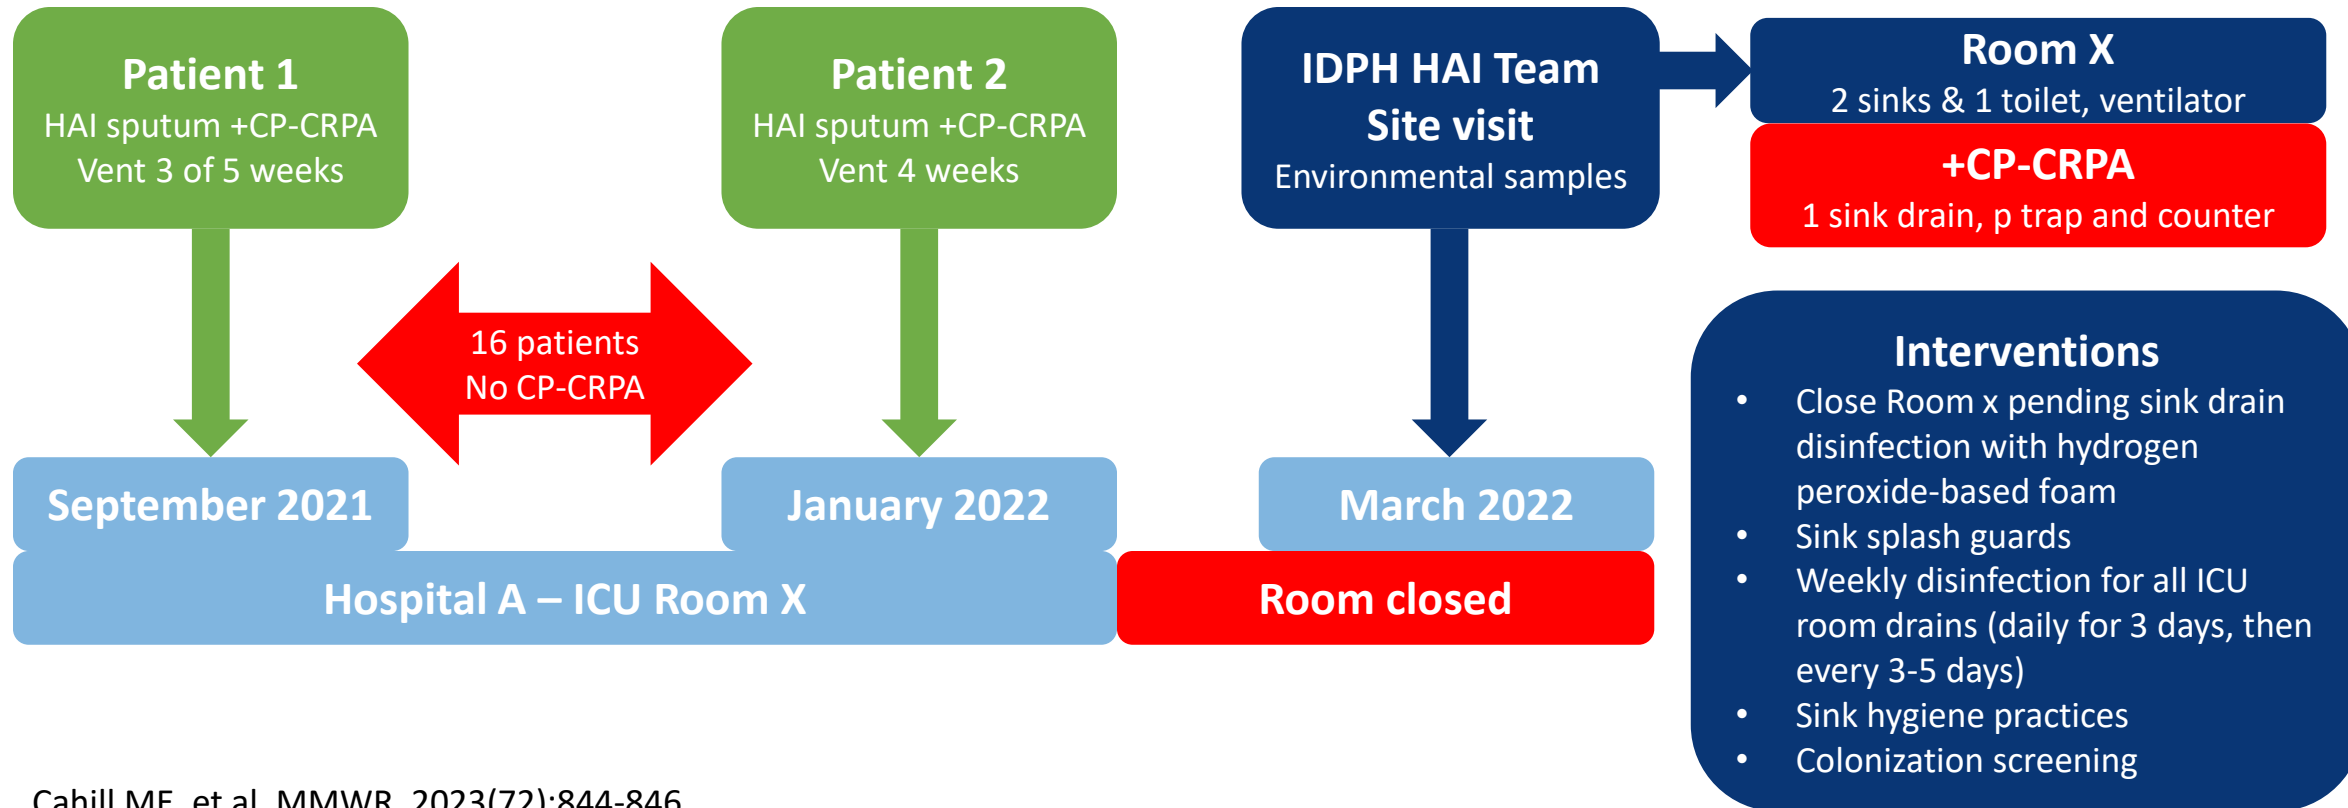 Patient 1
HAI sputum +CP-CRPA
Vent 3 of 5 weeks
Patient 2
HAI sputum +CP-CRPA
Vent 4 weeks
IDPH HAI Team
Site visit
Environmental samples
Room X
2 sinks & 1 toilet, ventilator
+CP-CRPA
1 sink drain, p trap and counter
16 patients
No CP-CRPA
September 2021
January 2022
March 2022
Hospital A – ICU Room X
Room closed
Interventions
• Close Room x pending sink drain
disinfection with hydrogen
peroxide-based foam
• Sink splash guards
• Weekly disinfection for all ICU
room drains (daily for 3 days, then
every 3-5 days)
• Sink hygiene practices
• Colonization screening
Cahill ME, et al. MMWR. 2023(72):844-846